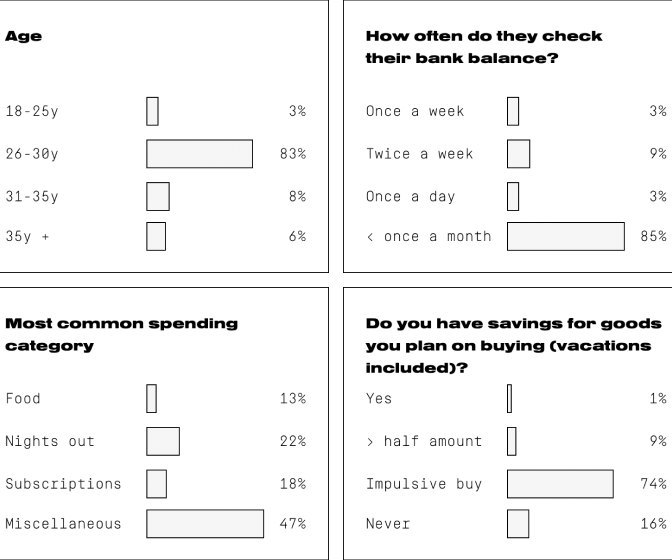 Age
18-25y 3%
26-30y 83%
31-35y 8%
35y + 6%
How often do they check
their bank balance?
Once a week 3%
Twice a week 9%
Once a day 3%
< once a month 85%
Most common spending
category
Food 13%
Nights out 22%
Subscriptions 18%
Miscellaneous 47%
Do you have savings for goods
you plan on buying (vacations
included)?
Yes 1%
> half amount 9%
Impulsive buy 74%
Never 16%